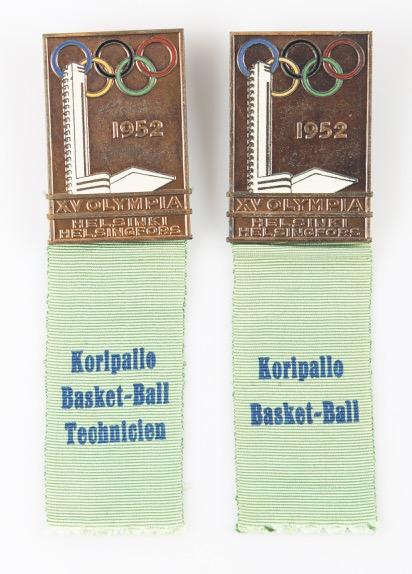 1952
XV OLYMPIA
HELSINKI
HELSINGFORS
Koripallo
Basket-Ball
Technicien
1952
XV OLYMPIA
HELSINKI
HELSINGFORS
Koripallo
Basket-Ball